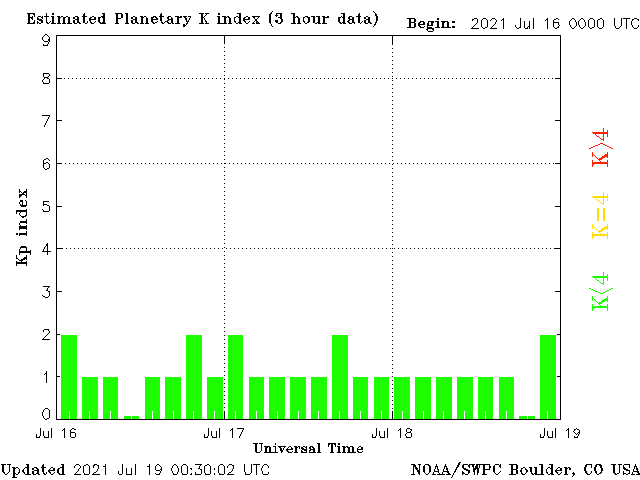 Estimated Planetary K index (3 hour data) Begin: 2021 Jul 16 0000 UTC
9
8
7
6
5
4
3
2
1
0
Kp index
K>4
K=4
K<4
Jul 16 Jul 17 Jul 18 Jul 19
Universal Time
Updated 2021 Jul 19 00:30:02 UTC NOAA/SWPC Boulder, CO USA